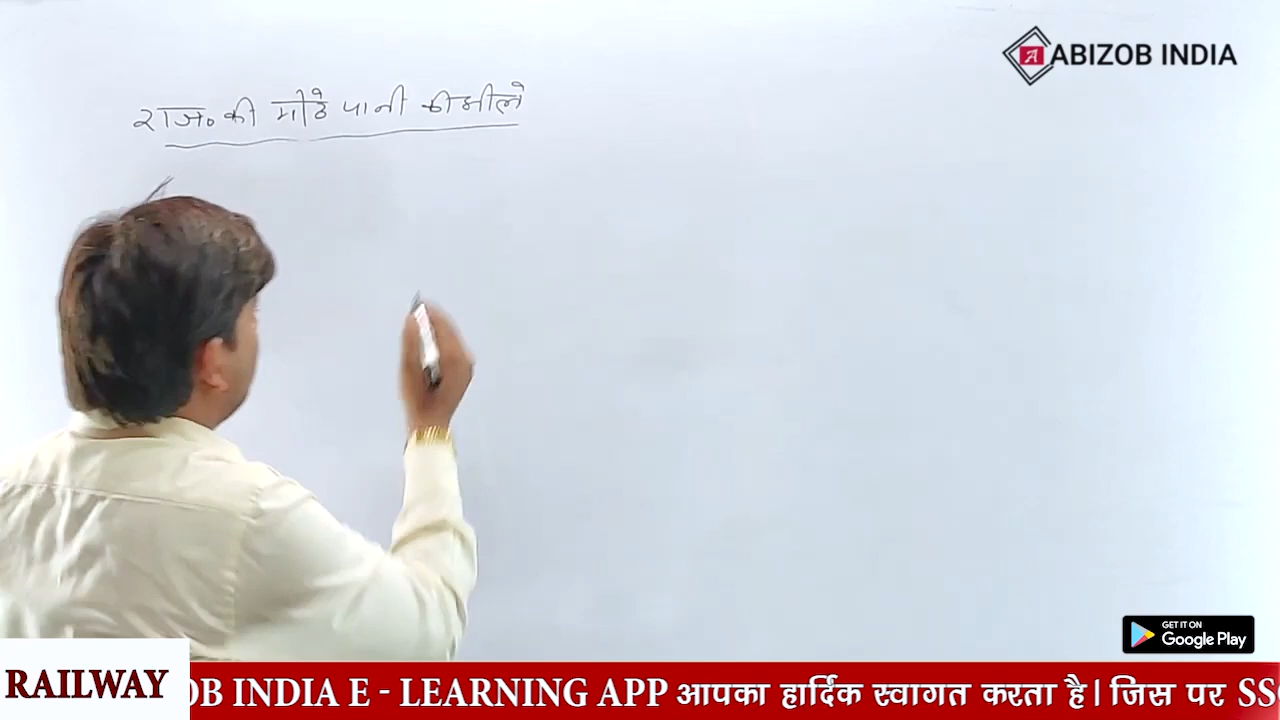 ABIZOB INDIA
राज० की मीठे पानी की झीले
GET IT ON
Google Play
RAILWAY
OB INDIA E - LEARNING APP आपका हार्दिक स्वागत करता है। जिस पर SS